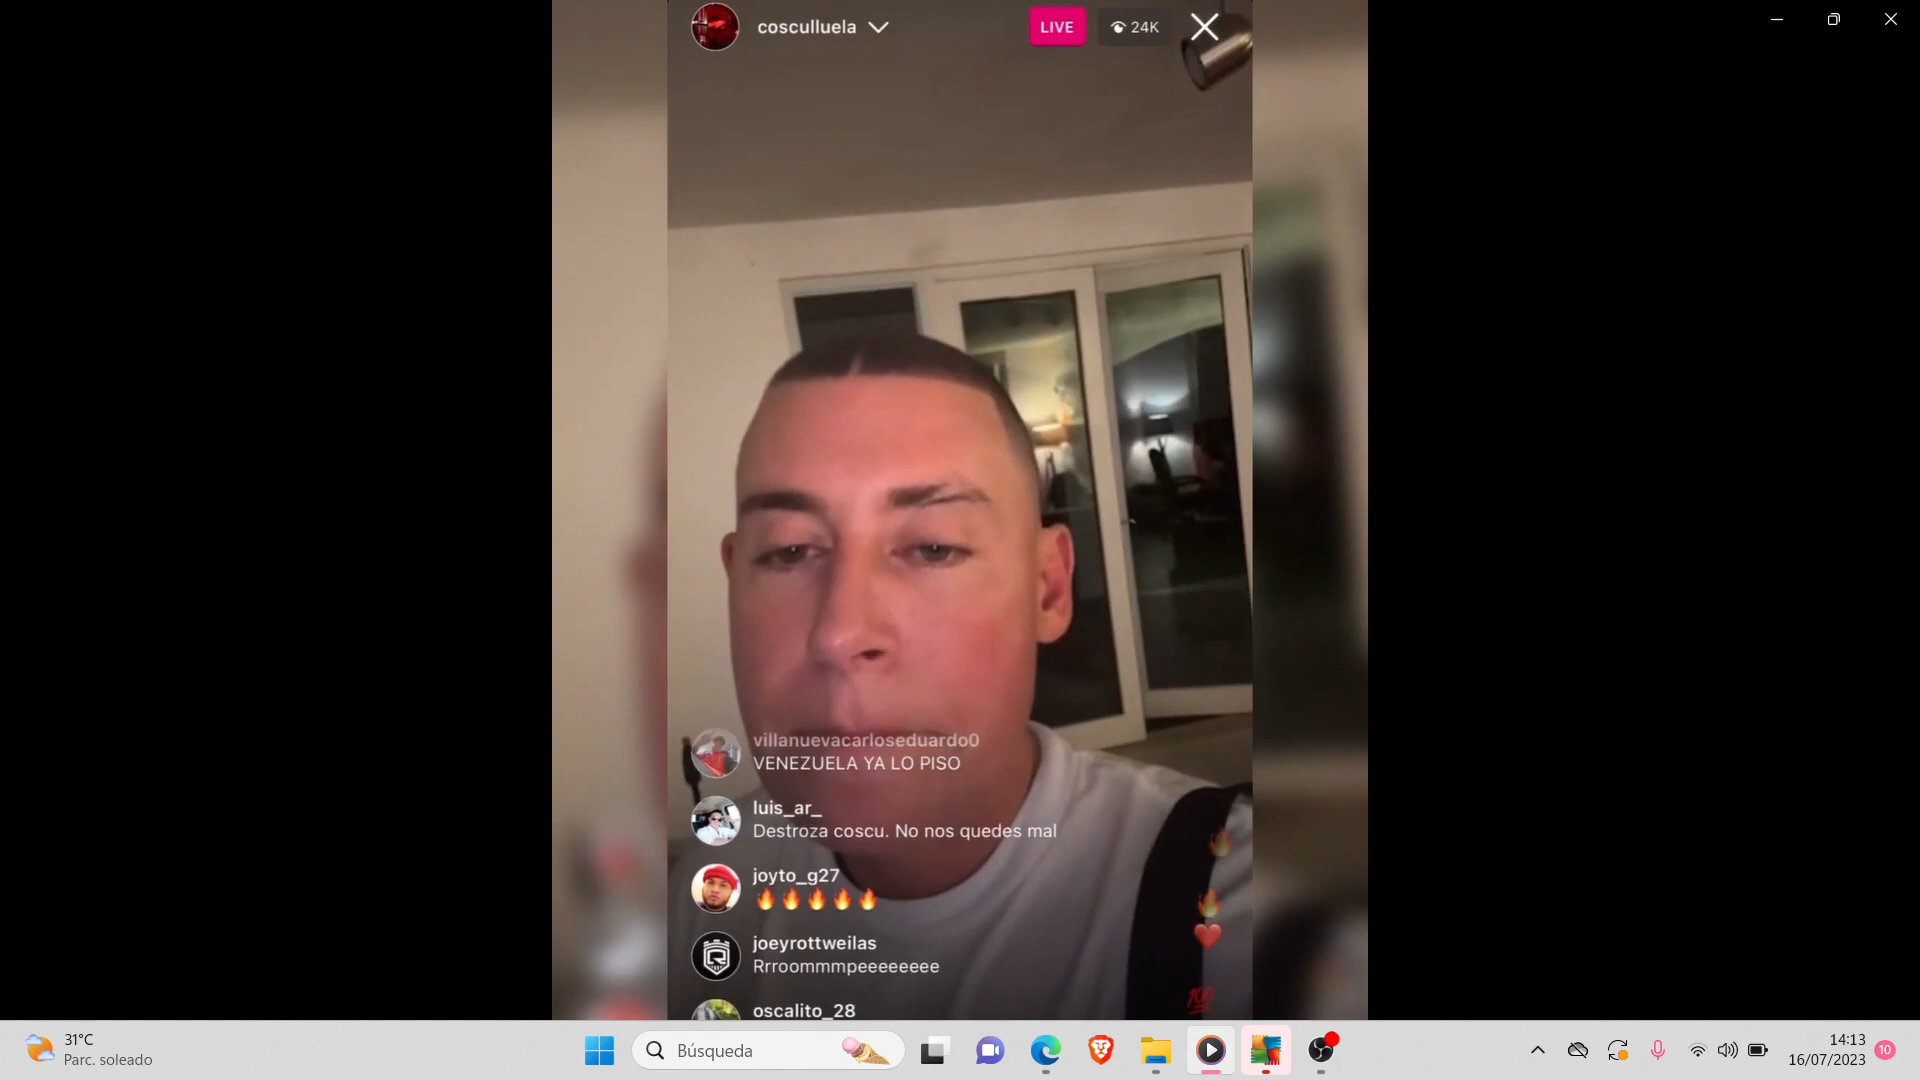 cosculluela
LIVE
24K
villanuevacarloseduardo0
VENEZUELA YA LO PISO
luis_ar_
Destroza coscu. No nos quedes mal
joyto_g27
🔥🔥🔥🔥🔥
joeyrottweilas
Rrroommmpeeeeeeee
oscalito_28
100
31°C
Parc. soleado
Búsqueda
14:13
16/07/2023
10